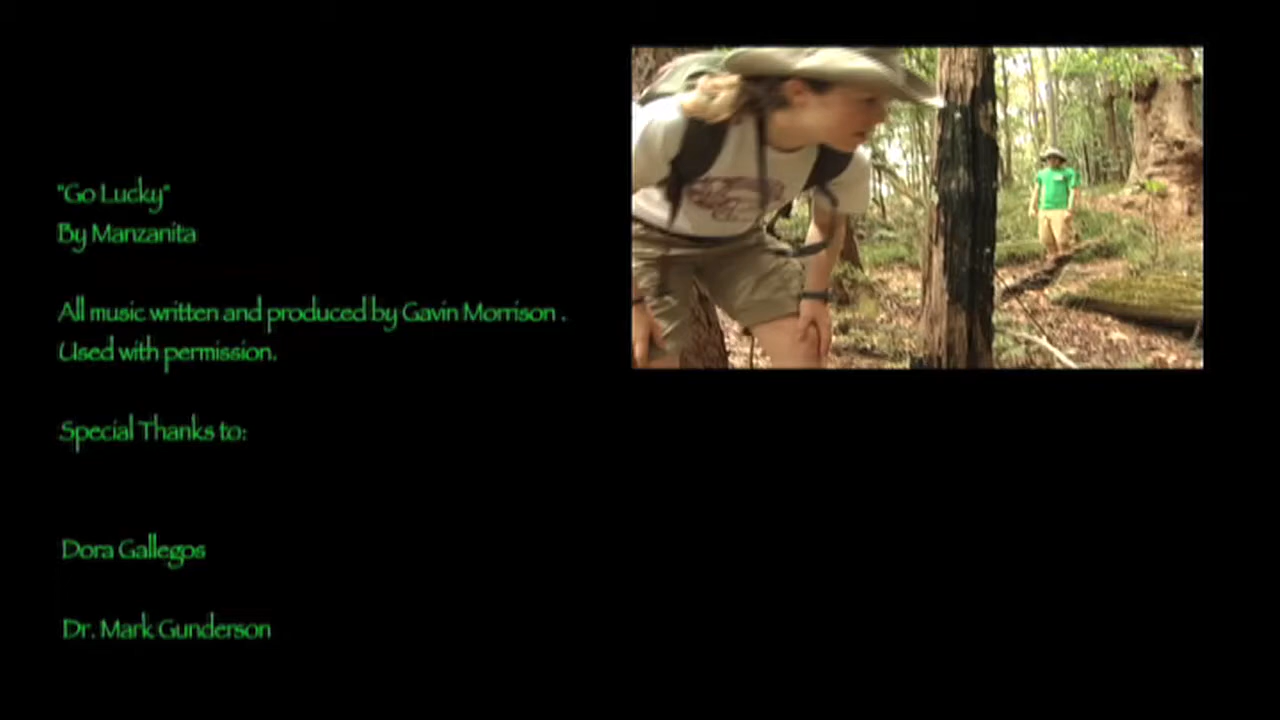 "Go Lucky"
By Manzanita
All music written and produced by Gavin Morrison .
Used with permission.
Special Thanks to:
Dora Gallegos
Dr. Mark Gunderson